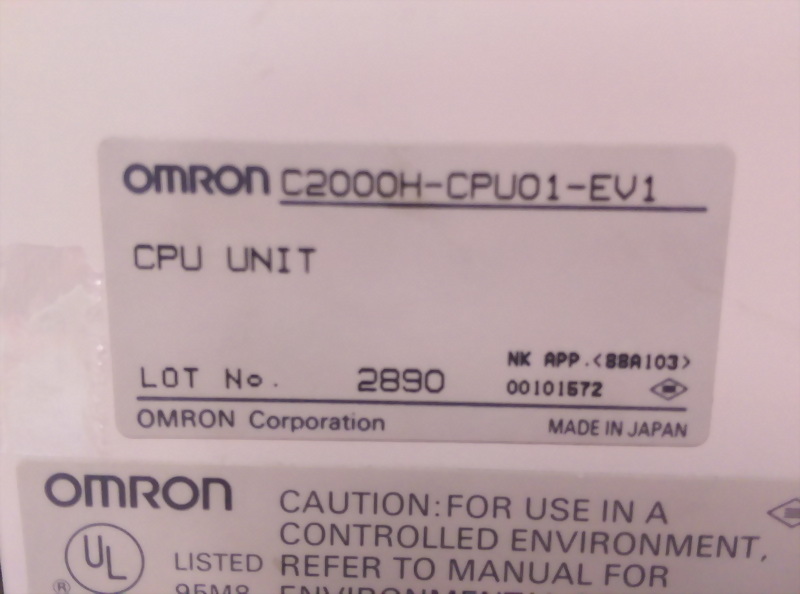 OMRON C2000H-CPU01-EV1
CPU UNIT
NK APP.<88A103>
LOT No. 2890 00101572
OMRON Corporation MADE IN JAPAN
OMRON CAUTION:FOR USE IN A
CONTROLLED ENVIRONMENT,
UL LISTED REFER TO MANUAL FOR
® 95M8